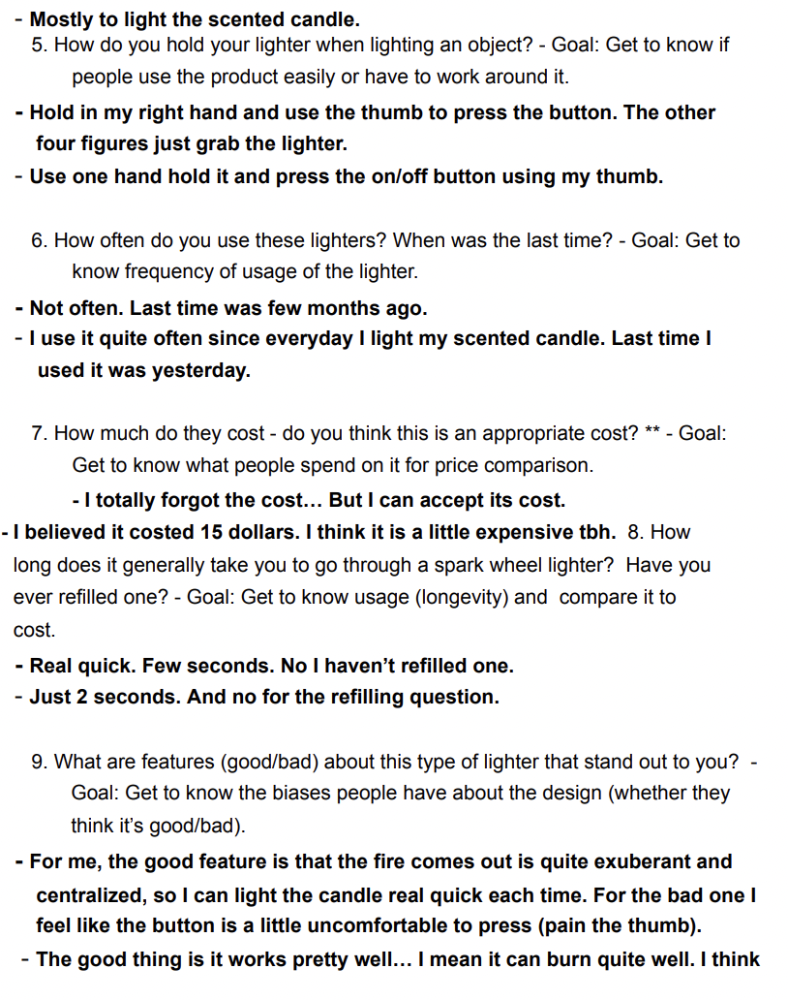 - Mostly to light the scented candle.
5. How do you hold your lighter when lighting an object? - Goal: Get to know if
people use the product easily or have to work around it.
- Hold in my right hand and use the thumb to press the button. The other
four figures just grab the lighter.
- Use one hand hold it and press the on/off button using my thumb.
6. How often do you use these lighters? When was the last time? - Goal: Get to
know frequency of usage of the lighter.
- Not often. Last time was few months ago.
- I use it quite often since everyday I light my scented candle. Last time I
used it was yesterday.
7. How much do they cost - do you think this is an appropriate cost? ** - Goal:
Get to know what people spend on it for price comparison.
- I totally forgot the cost… But I can accept its cost.
- I believed it costed 15 dollars. I think it is a little expensive tbh. 8. How
long does it generally take you to go through a spark wheel lighter? Have you
ever refilled one? - Goal: Get to know usage (longevity) and compare it to
cost.
- Real quick. Few seconds. No I haven’t refilled one.
- Just 2 seconds. And no for the refilling question.
9. What are features (good/bad) about this type of lighter that stand out to you? -
Goal: Get to know the biases people have about the design (whether they
think it’s good/bad).
- For me, the good feature is that the fire comes out is quite exuberant and
centralized, so I can light the candle real quick each time. For the bad one I
feel like the button is a little uncomfortable to press (pain the thumb).
- The good thing is it works pretty well… I mean it can burn quite well. I think